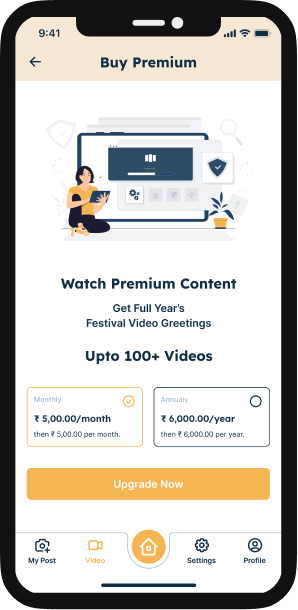 9:41
Buy Premium
Watch Premium Content
Get Full Year's
Festival Video Greetings
Upto 100+ Videos
Monthly
₹ 5,00.00/month
then ₹ 5,00.00 per month.
Annualy
₹ 6,000.00/year
then ₹ 6,000.00 per year.
Upgrade Now
My Post
Video
Settings
Profile